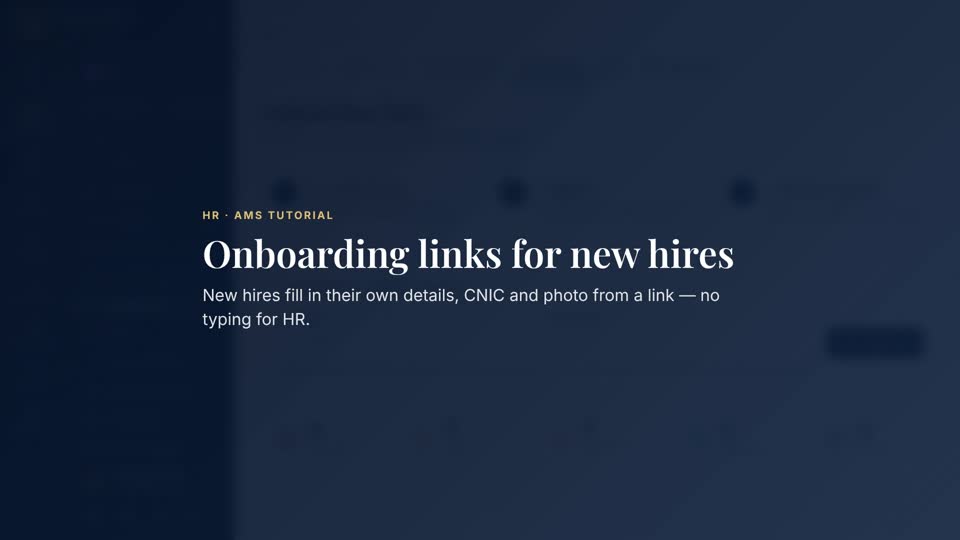 HR · AMS TUTORIAL
Onboarding links for new hires
New hires fill in their own details, CNIC and photo from a link — no
typing for HR.